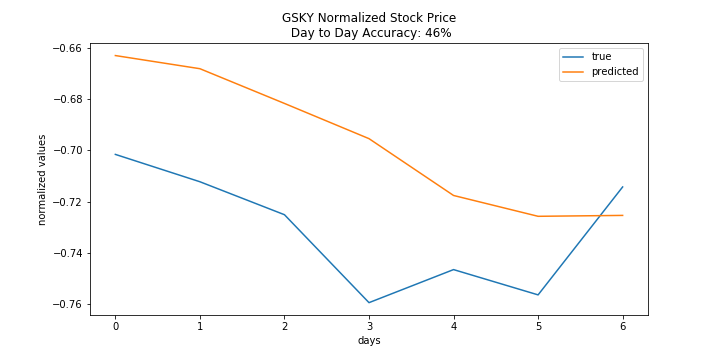 GSKY Normalized Stock Price
Day to Day Accuracy: 46%
−0.66
−0.68
−0.70
−0.72
−0.74
−0.76
normalized values
true
predicted
0 1 2 3 4 5 6
days